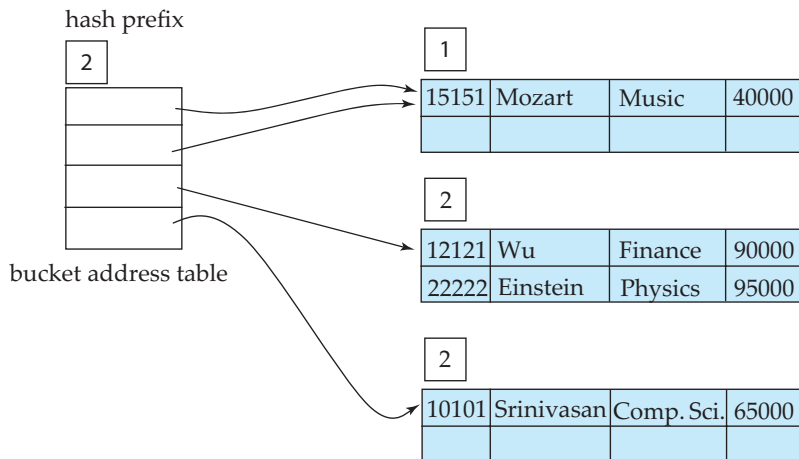 hash prefix
2
bucket address table
1
15151 Mozart Music 40000
2
12121 Wu Finance 90000
22222 Einstein Physics 95000
2
10101 Srinivasan Comp. Sci. 65000